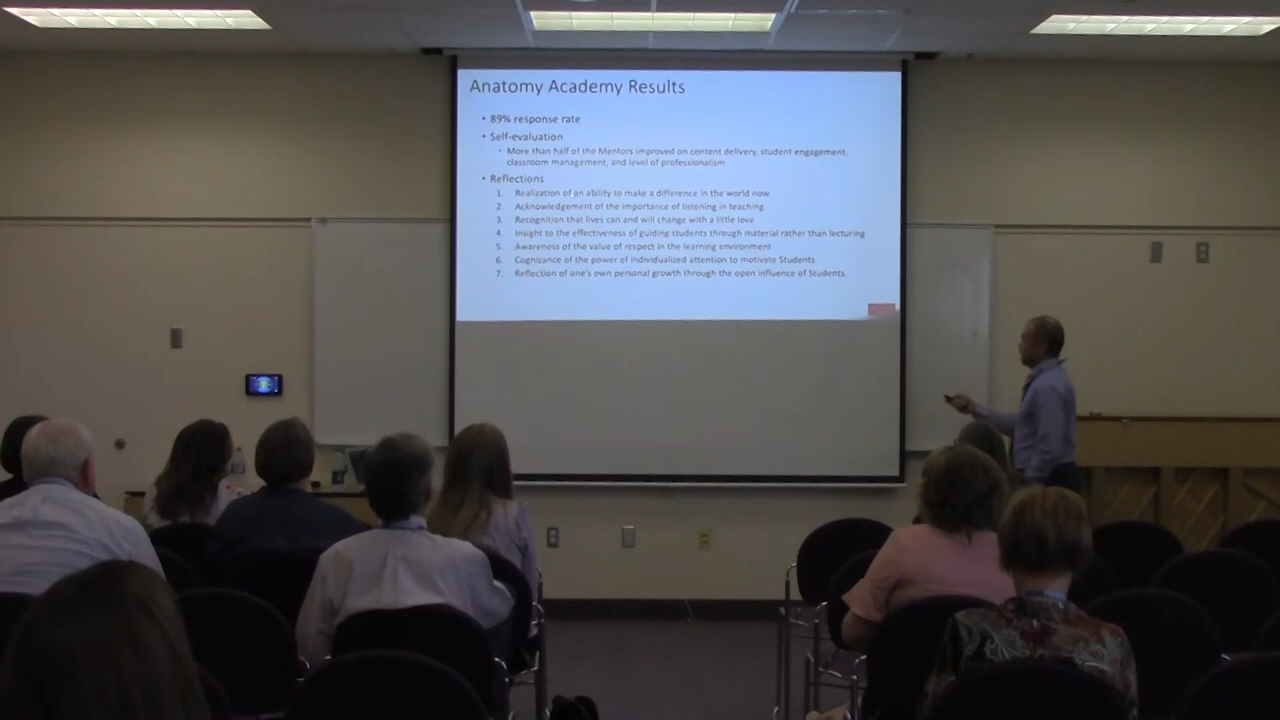 Anatomy Academy Results
• 89% response rate
• Self-evaluation
• More than half of the Mentors improved on content delivery, student engagement,
classroom management, and level of professionalism
• Reflections
1. Realization of an ability to make a difference in the world now
2. Acknowledgement of the importance of listening in teaching
3. Recognition that lives can and will change with a little love
4. Insight to the effectiveness of guiding students through material rather than lecturing
5. Awareness of the value of respect in the learning environment
6. Cognizance of the power of individualized attention to motivate Students
7. Reflection of one's own personal growth through the open influence of Students.